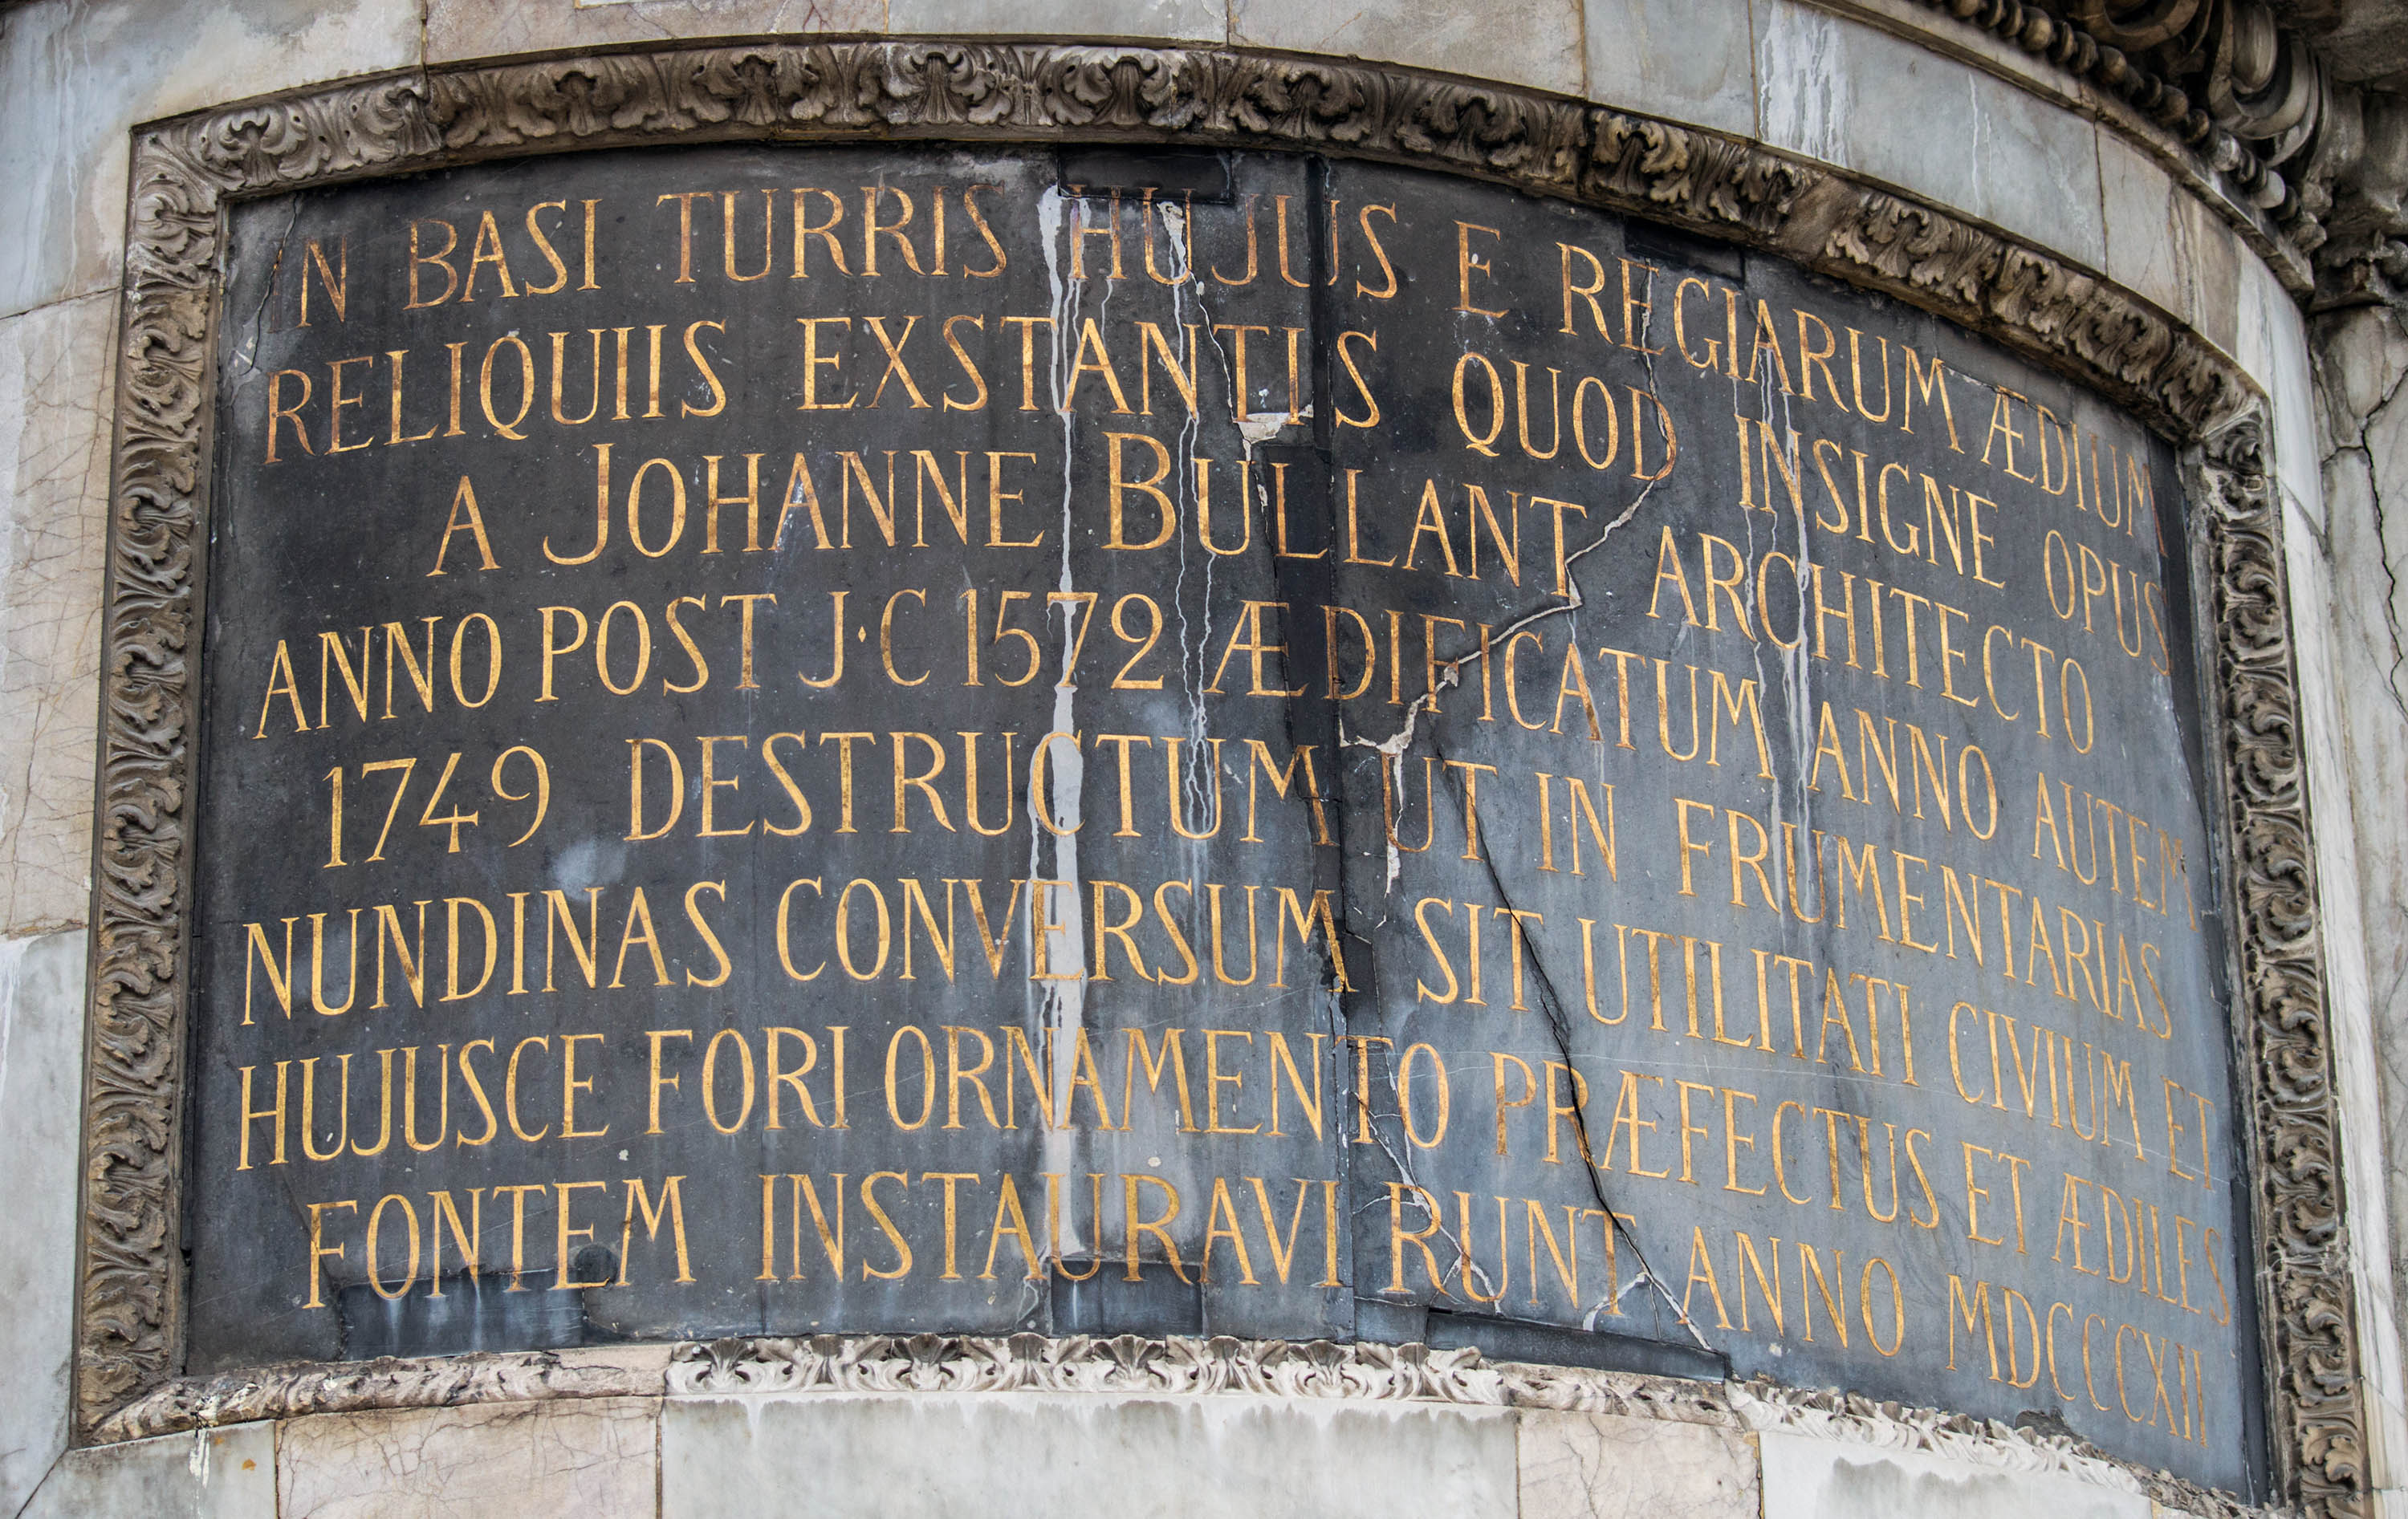 IN BASI TURRIS HUJUS E REGIARUM ÆDIUM
RELIQUIIS EXSTANTIS QUOD INSIGNE OPUS
A JOHANNE BULLANT ARCHITECTO
ANNO POST J·C 1572 ÆDIFICATUM ANNO AUTEM
1749 DESTRUCTUM UT IN FRUMENTARIAS
NUNDINAS CONVERSUM SIT UTILITATI CIVIUM ET
HUJUSCE FORI ORNAMENTO PRÆFECTUS ET ÆDILES
FONTEM INSTAURAVI RUNT ANNO MDCCCXII